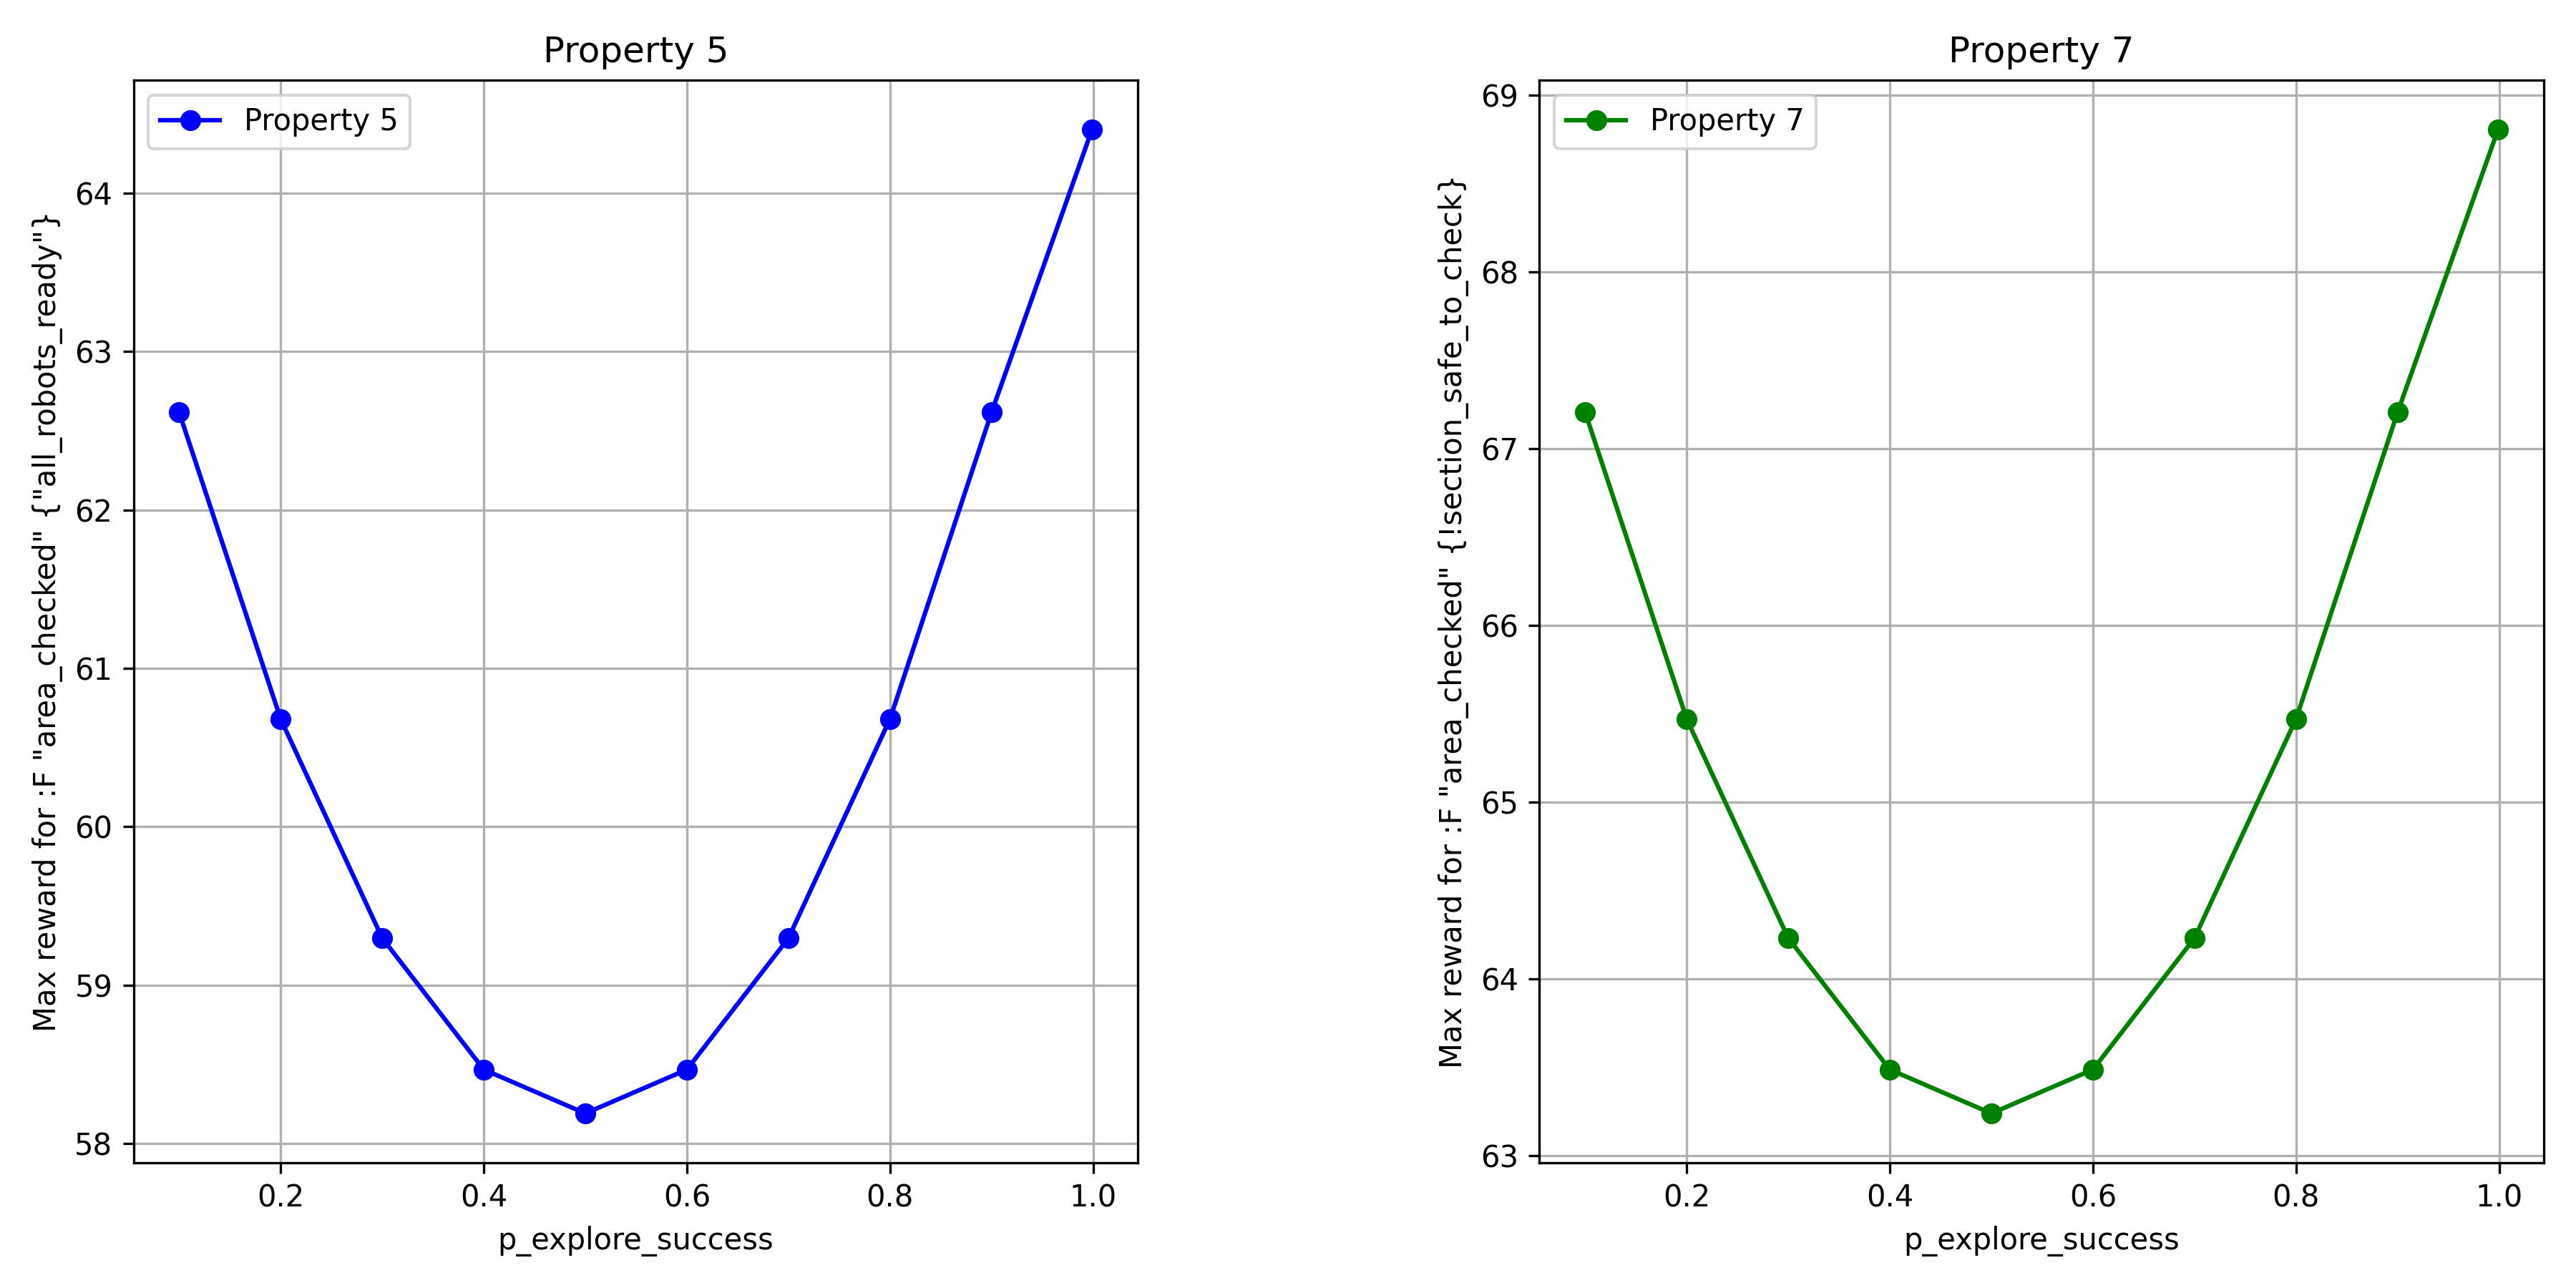 Property 5
Property 5
Max reward for :F "area_checked" {"all_robots_ready"}
64
63
62
61
60
59
58
0.2 0.4 0.6 0.8 1.0
p_explore_success
Property 7
Property 7
Max reward for :F "area_checked" {!section_safe_to_check}
69
68
67
66
65
64
63
0.2 0.4 0.6 0.8 1.0
p_explore_success